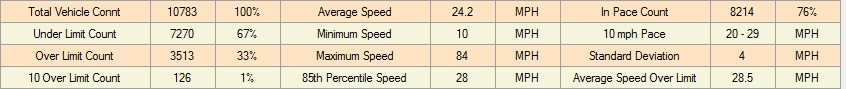 Total Vehicle Connt 10783 100% Average Speed 24.2 MPH In Pace Count 8214 76%
Under Limit Count 7270 67% Minimum Speed 10 MPH 10 mph Pace 20 - 29 MPH
Over Limit Count 3513 33% Maximum Speed 84 MPH Standard Deviation 4 MPH
10 Over Limit Count 126 1% 85th Percentile Speed 28 MPH Average Speed Over Limit 28.5 MPH